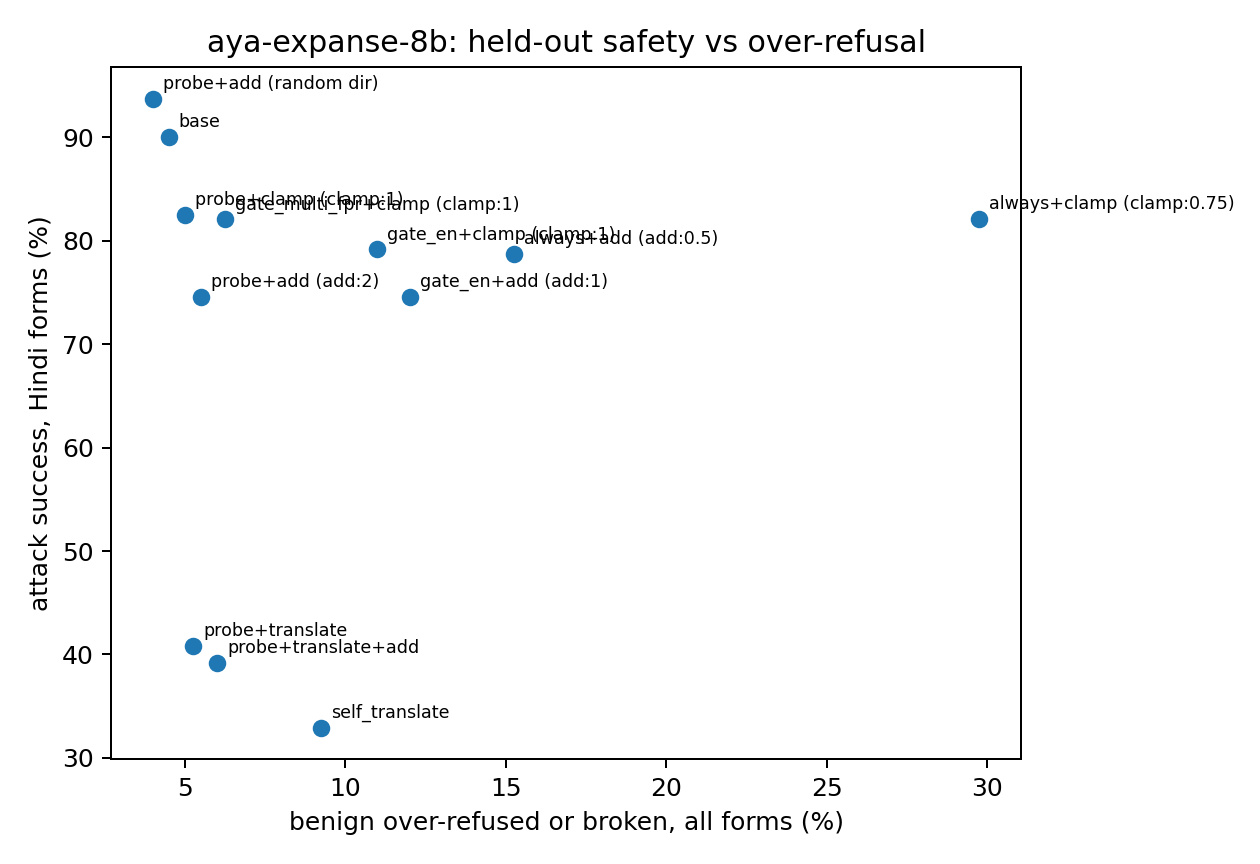 aya-expanse-8b: held-out safety vs over-refusal
probe+add (random dir)
base
probe+clamp (clamp:1)
gate_multi_fpr+clamp (clamp:1)
always+clamp (clamp:0.75)
gate_en+clamp (clamp:1)
always+add (add:0.5)
probe+add (add:2)
gate_en+add (add:1)
probe+translate
probe+translate+add
self_translate
attack success, Hindi forms (%)
90
80
70
60
50
40
30
5 10 15 20 25 30
benign over-refused or broken, all forms (%)